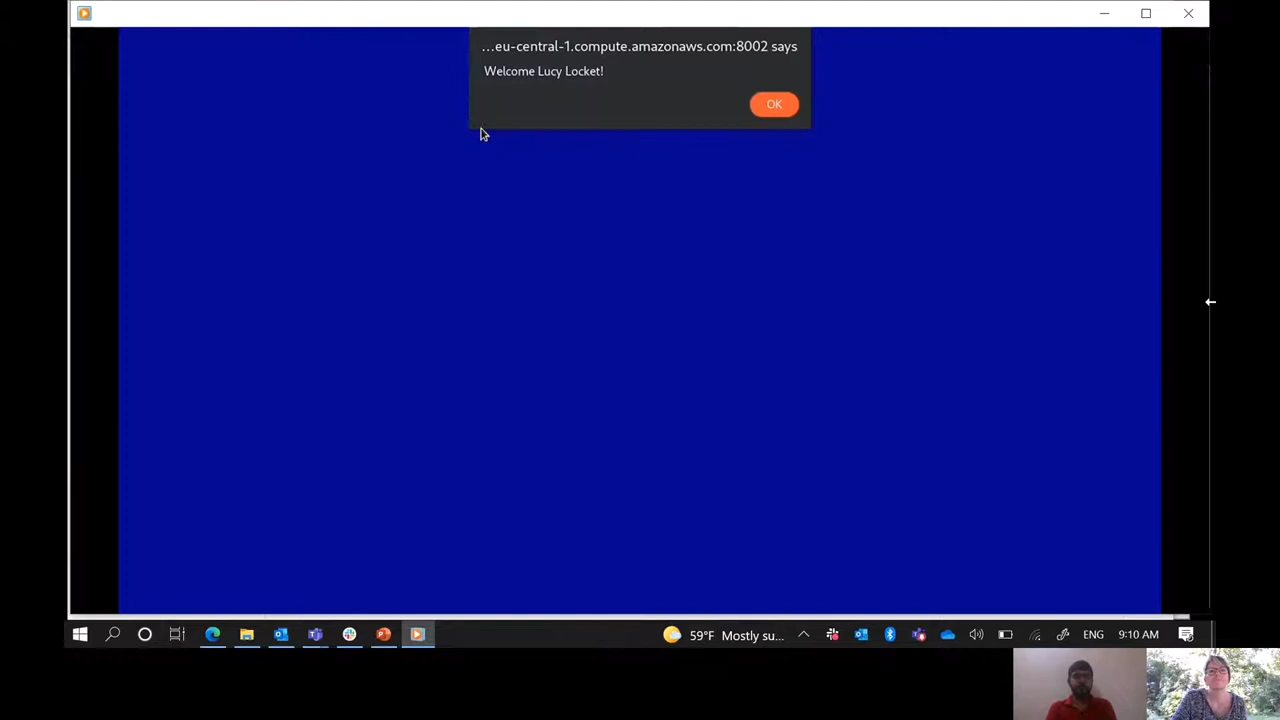 ...eu-central-1.compute.amazonaws.com:8002 says
Welcome Lucy Locket!
OK
59°F Mostly su...
ENG
9:10 AM